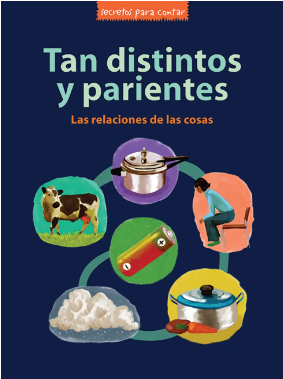 secretos para contar
Tan distintos
y parientes
Las relaciones de las cosas